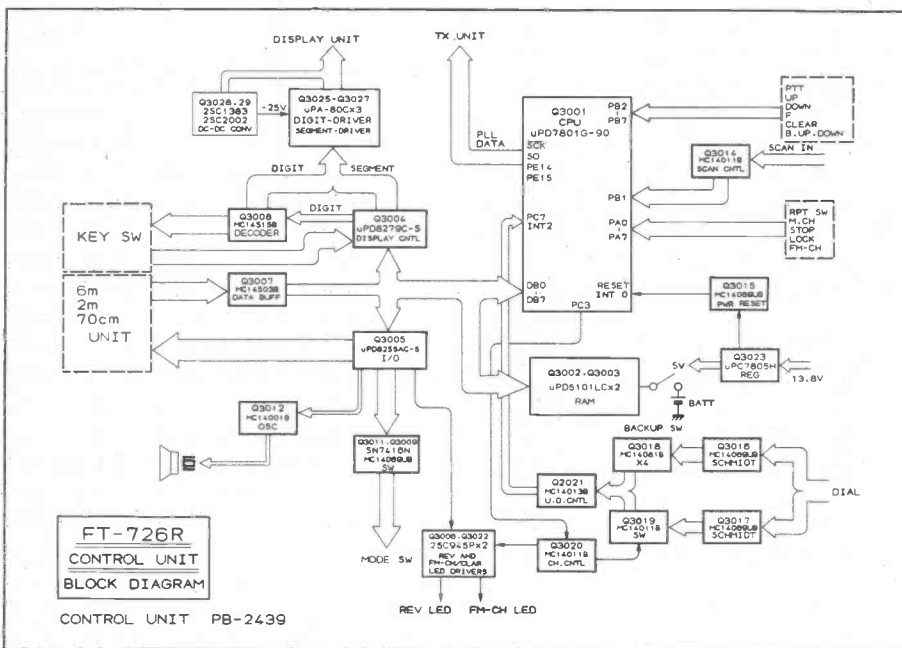 DISPLAY UNIT
TX UNIT
Q3028.29
2SC1383
2SC2002
DC-DC CONV
-25V
Q3025-Q3027
uPA-80C×3
DIGIT-DRIVER
SEGMENT-DRIVER
PLL
DATA
Q3001
CPU
uPD7801G-90
SCK
SO
PE14
PE15
PB2
PB7
PTT
UP
DOWN
F
CLEAR
B.UP.DOWN
Q3014
MC14011B
SCAN CNTL
SCAN IN
PB1
PA0
PA7
RPT SW
M.CH
STOP
LOCK
FM-CH
PC7
INT2
DB0
DB7
RESET
INT 0
PC3
DIGIT
SEGMENT
KEY SW
Q3008
MC14515B
DECODER
DIGIT
Q3004
uPD8279C-5
DISPLAY CNTL
6m
2m
70cm
UNIT
Q3007
MC14503B
DATA BUFF
Q3005
uPD8255AC-5
I/O
Q3015
MC14069UB
PWR RESET
Q3023
uPC7805H
REG
13.8V
5V
BATT
BACKUP SW
Q3002.Q3003
uPD5101LC×2
RAM
Q3012
MC14001B
OSC
Q3011.Q3009
SN7416N
MC14069UB
SW
MODE SW
Q3018
MC14081B
X4
Q3016
MC14069UB
SCHMIDT
Q2021
MC14013B
U.D.CNTL
DIAL
Q3019
MC14011B
SW
Q3017
MC14069UB
SCHMIDT
Q3006.Q3022
2SC945P×2
REV AND
FM-CH/CLAR
LED DRIVERS
Q3020
MC14011B
CH.CNTL
REV LED
FM-CH LED
FT-726R
CONTROL UNIT
BLOCK DIAGRAM
CONTROL UNIT PB-2439